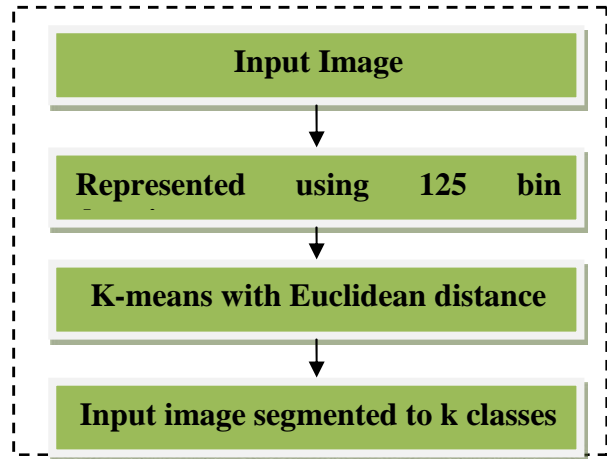 Input Image
Represented using 125 bin
K-means with Euclidean distance
Input image segmented to k classes